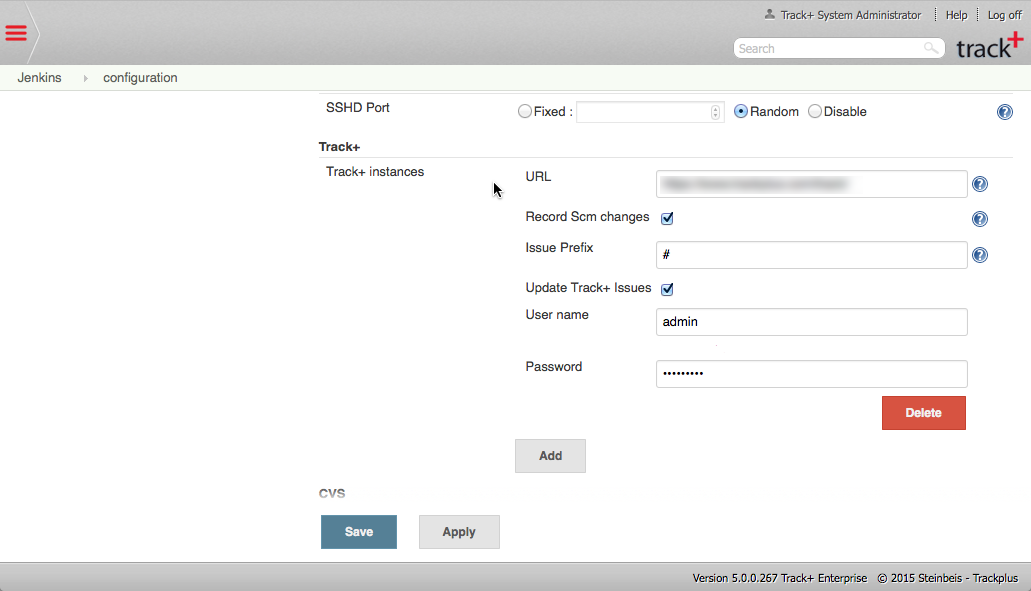 Track+ System Administrator Help Log off
Search
track+
Jenkins configuration
SSHD Port Fixed : Random Disable
Track+
Track+ instances
URL
Record Scm changes
Issue Prefix #
Update Track+ Issues
User name admin
Password •••••••••
Delete
Add
CVS
Save Apply
Version 5.0.0.267 Track+ Enterprise © 2015 Steinbeis - Trackplus